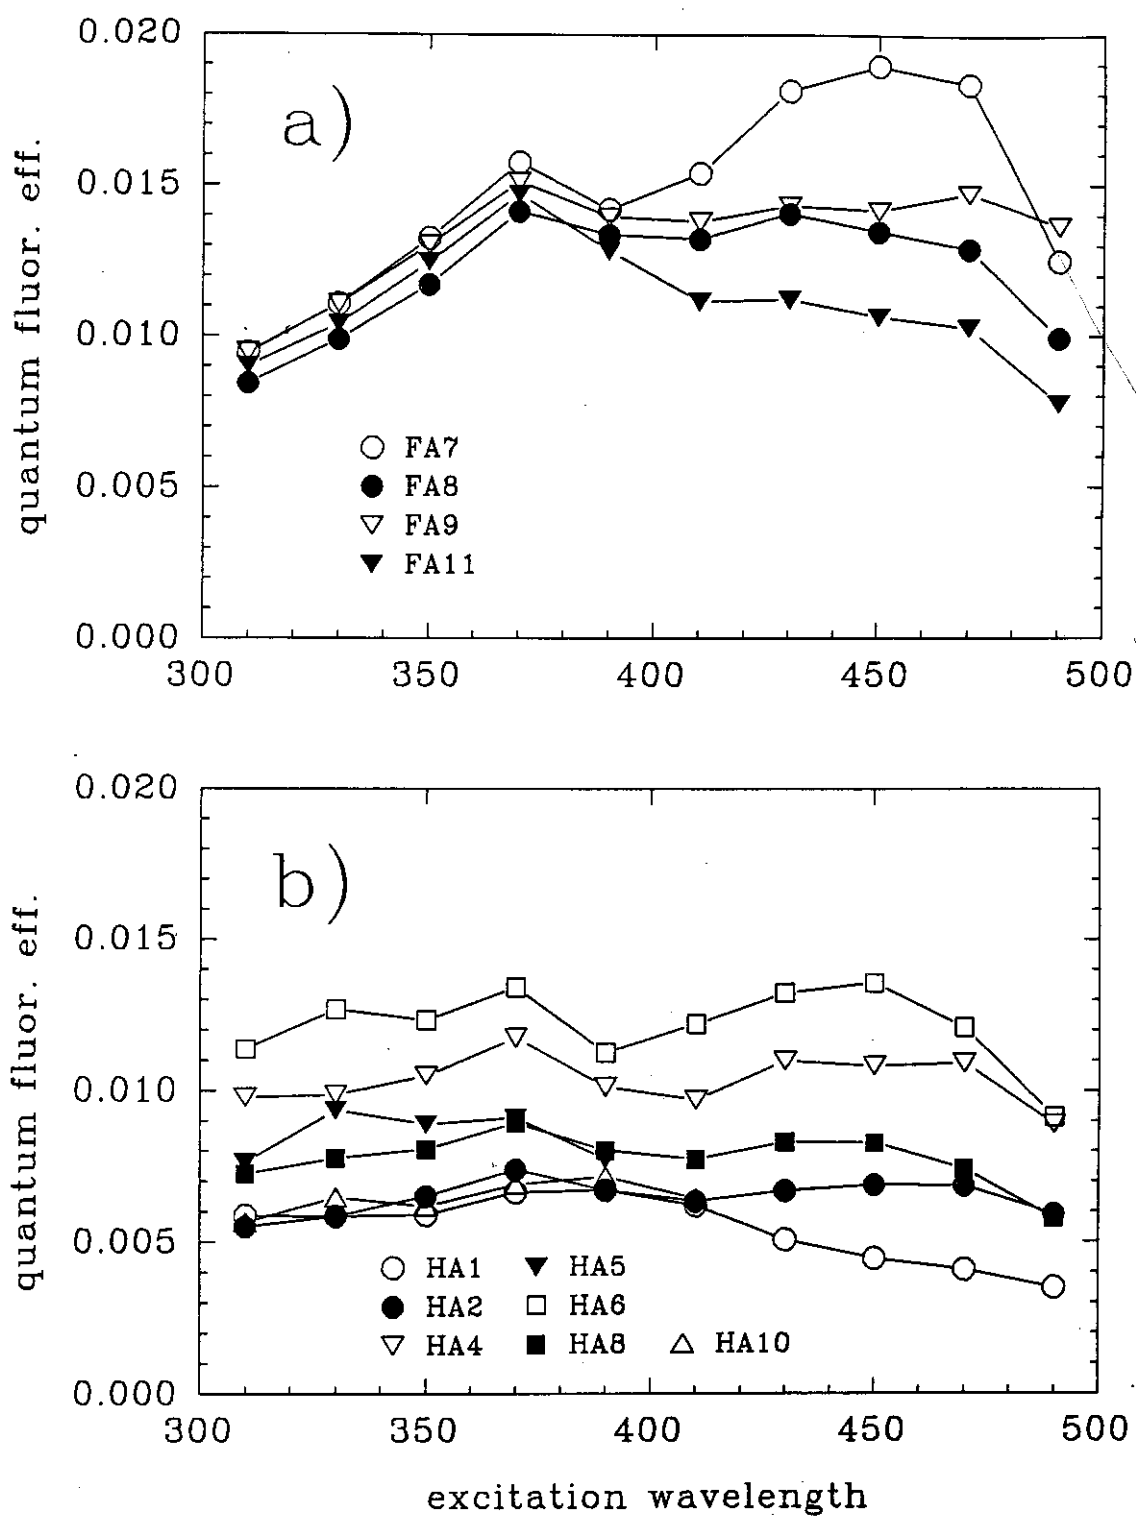 0.020
a)
0.015
0.010
0.005
0.000
quantum fluor. eff.
FA7
FA8
FA9
FA11
300 350 400 450 500
0.020
b)
0.015
0.010
0.005
0.000
quantum fluor. eff.
HA1 HA5
HA2 HA6
HA4 HA8 HA10
300 350 400 450 500
excitation wavelength